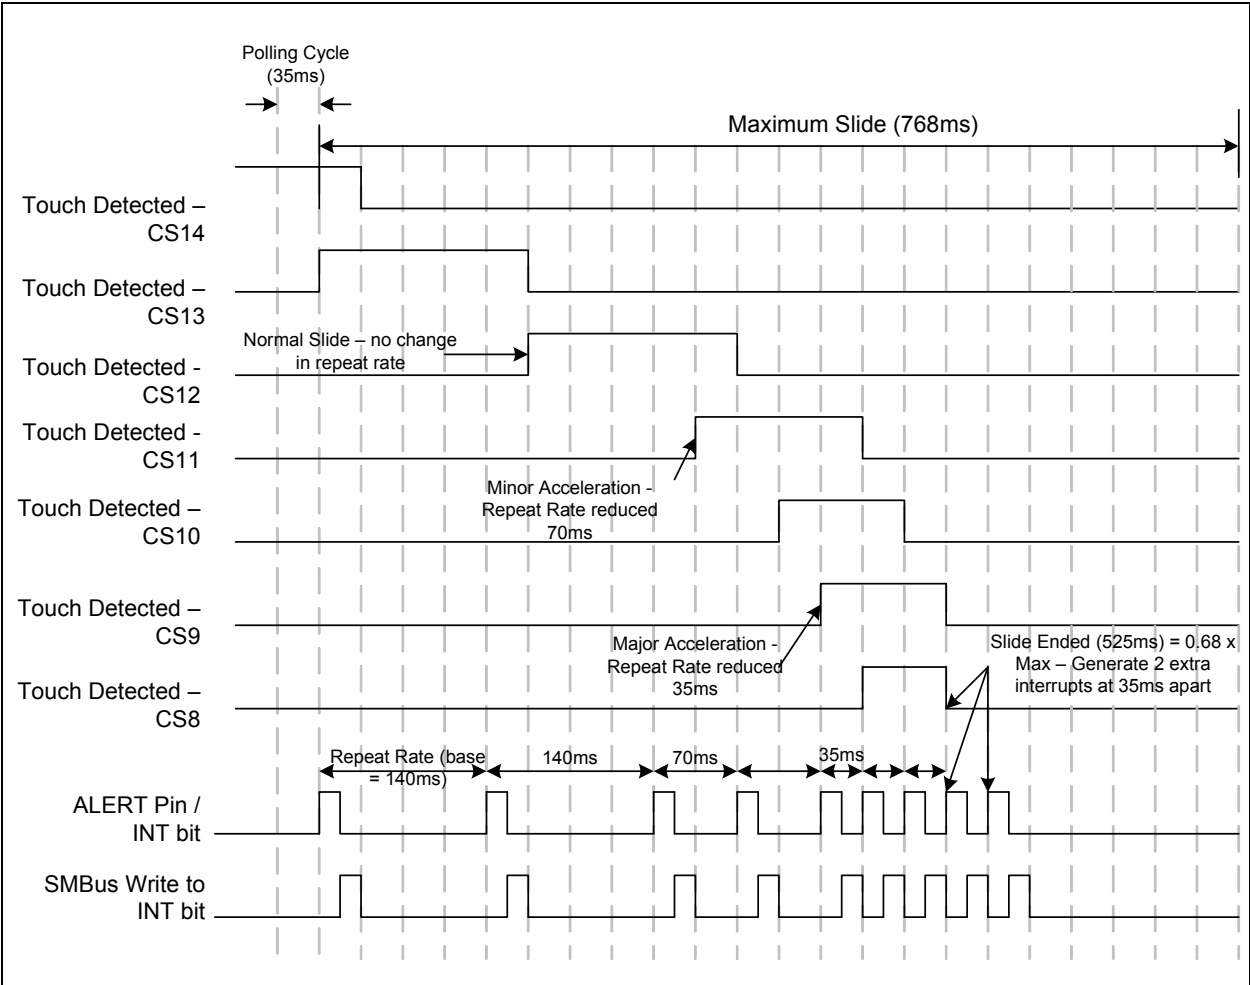 Polling Cycle
(35ms)
Maximum Slide (768ms)
Touch Detected –
CS14
Touch Detected –
CS13
Normal Slide – no change
in repeat rate
Touch Detected -
CS12
Touch Detected -
CS11
Minor Acceleration -
Repeat Rate reduced
70ms
Touch Detected –
CS10
Touch Detected –
CS9
Major Acceleration -
Repeat Rate reduced
35ms
Slide Ended (525ms) = 0.68 x
Max – Generate 2 extra
interrupts at 35ms apart
Touch Detected –
CS8
Repeat Rate (base
= 140ms)
140ms
70ms
35ms
ALERT Pin /
INT bit
SMBus Write to
INT bit